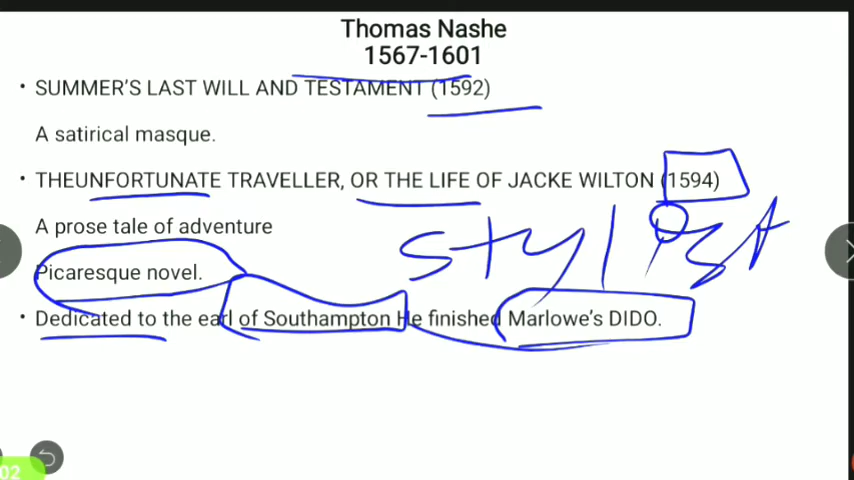 Thomas Nashe
1567-1601
• SUMMER'S LAST WILL AND TESTAMENT (1592)
A satirical masque.
• THEUNFORTUNATE TRAVELLER, OR THE LIFE OF JACKE WILTON (1594)
A prose tale of adventure
stylist
Picaresque novel.
• Dedicated to the earl of Southampton He finished Marlowe's DIDO.
02